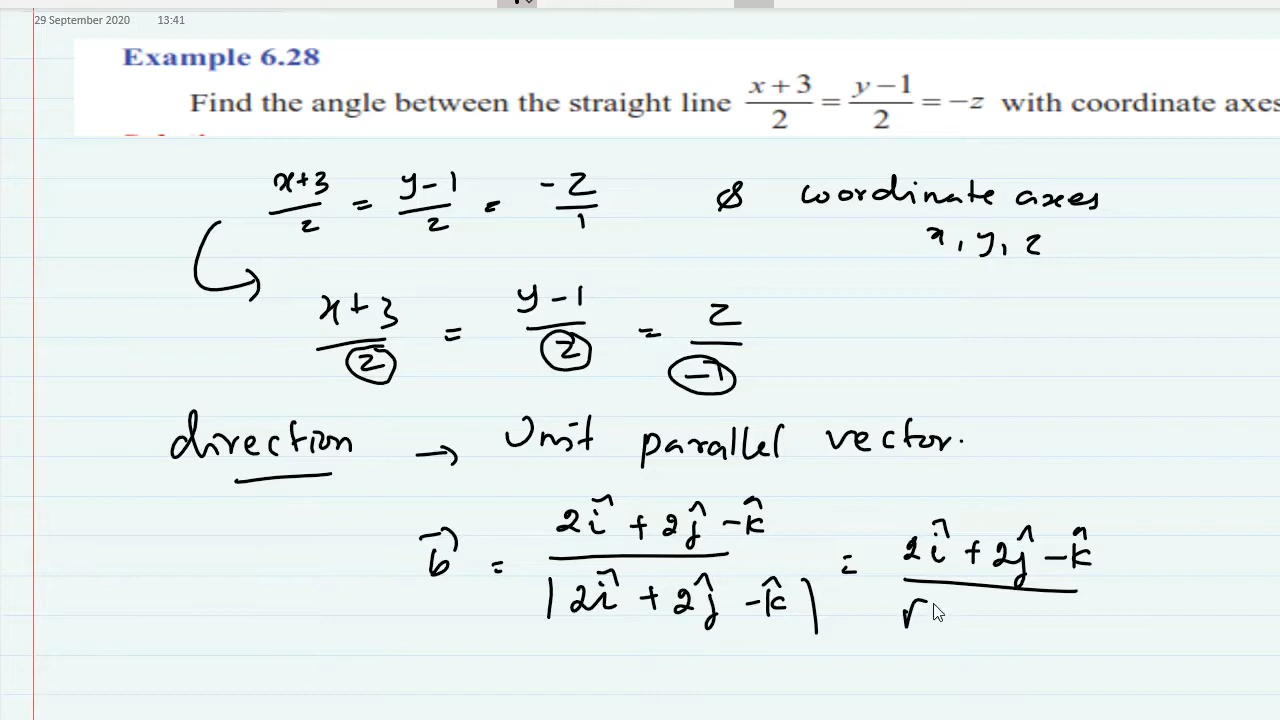 29 September 2020 13:41
Example 6.28
Find the angle between the straight line (x + 3)/2 = (y − 1)/2 = −z with coordinate axes
(x+3)/2 = (y-1)/2 = -z/1 & coordinate axes
x, y, z
(x+3)/2 = (y-1)/2 = z/-1
direction → Unit parallel vector.
b⃗ = (2î + 2ĵ - k̂)/|2î + 2ĵ - k̂| = (2î + 2ĵ - k̂)/√